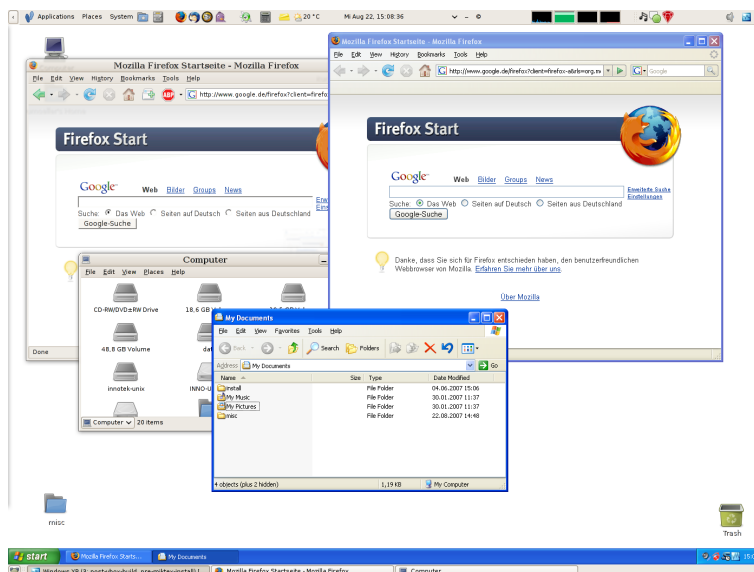 Applications Places System
20 °C
Mi Aug 22, 15:08:36
Mozilla Firefox Startseite - Mozilla Firefox
File Edit View History Bookmarks Tools Help
http://www.google.de/firefox?client=firefo
Firefox Start
Google
Web Bilder Groups News
Suche: Das Web Seiten auf Deutsch Seiten aus Deutschland
Google-Suche
Done
Mozilla Firefox Startseite - Mozilla Firefox
File Edit View History Bookmarks Tools Help
http://www.google.de/firefox?client=firefox-a&rls=org.m
Google
Firefox Start
Google
Web Bilder Groups News
Erweiterte Suche
Einstellungen
Suche: Das Web Seiten auf Deutsch Seiten aus Deutschland
Google-Suche
Danke, dass Sie sich für Firefox entschieden haben, den benutzerfreundlichen
Webbrowser von Mozilla. Erfahren Sie mehr über uns.
Über Mozilla
Computer
File Edit View Places Help
CD-RW/DVD±RW Drive
18,6 GB
48,8 GB Volume
innotek-unix
Computer 20 items
My Documents
File Edit View Favorites Tools Help
Back Search Folders
Address My Documents Go
Name Size Type Date Modified
install File Folder 04.06.2007 15:06
My Music File Folder 30.01.2007 11:37
My Pictures File Folder 30.01.2007 11:37
misc File Folder 22.08.2007 14:48
4 objects (plus 2 hidden) 1,19 KB My Computer
misc
Trash
start Mozilla Firefox Starts... My Documents
Mozilla Firefox Startseite - Mozilla Firefox
Computer